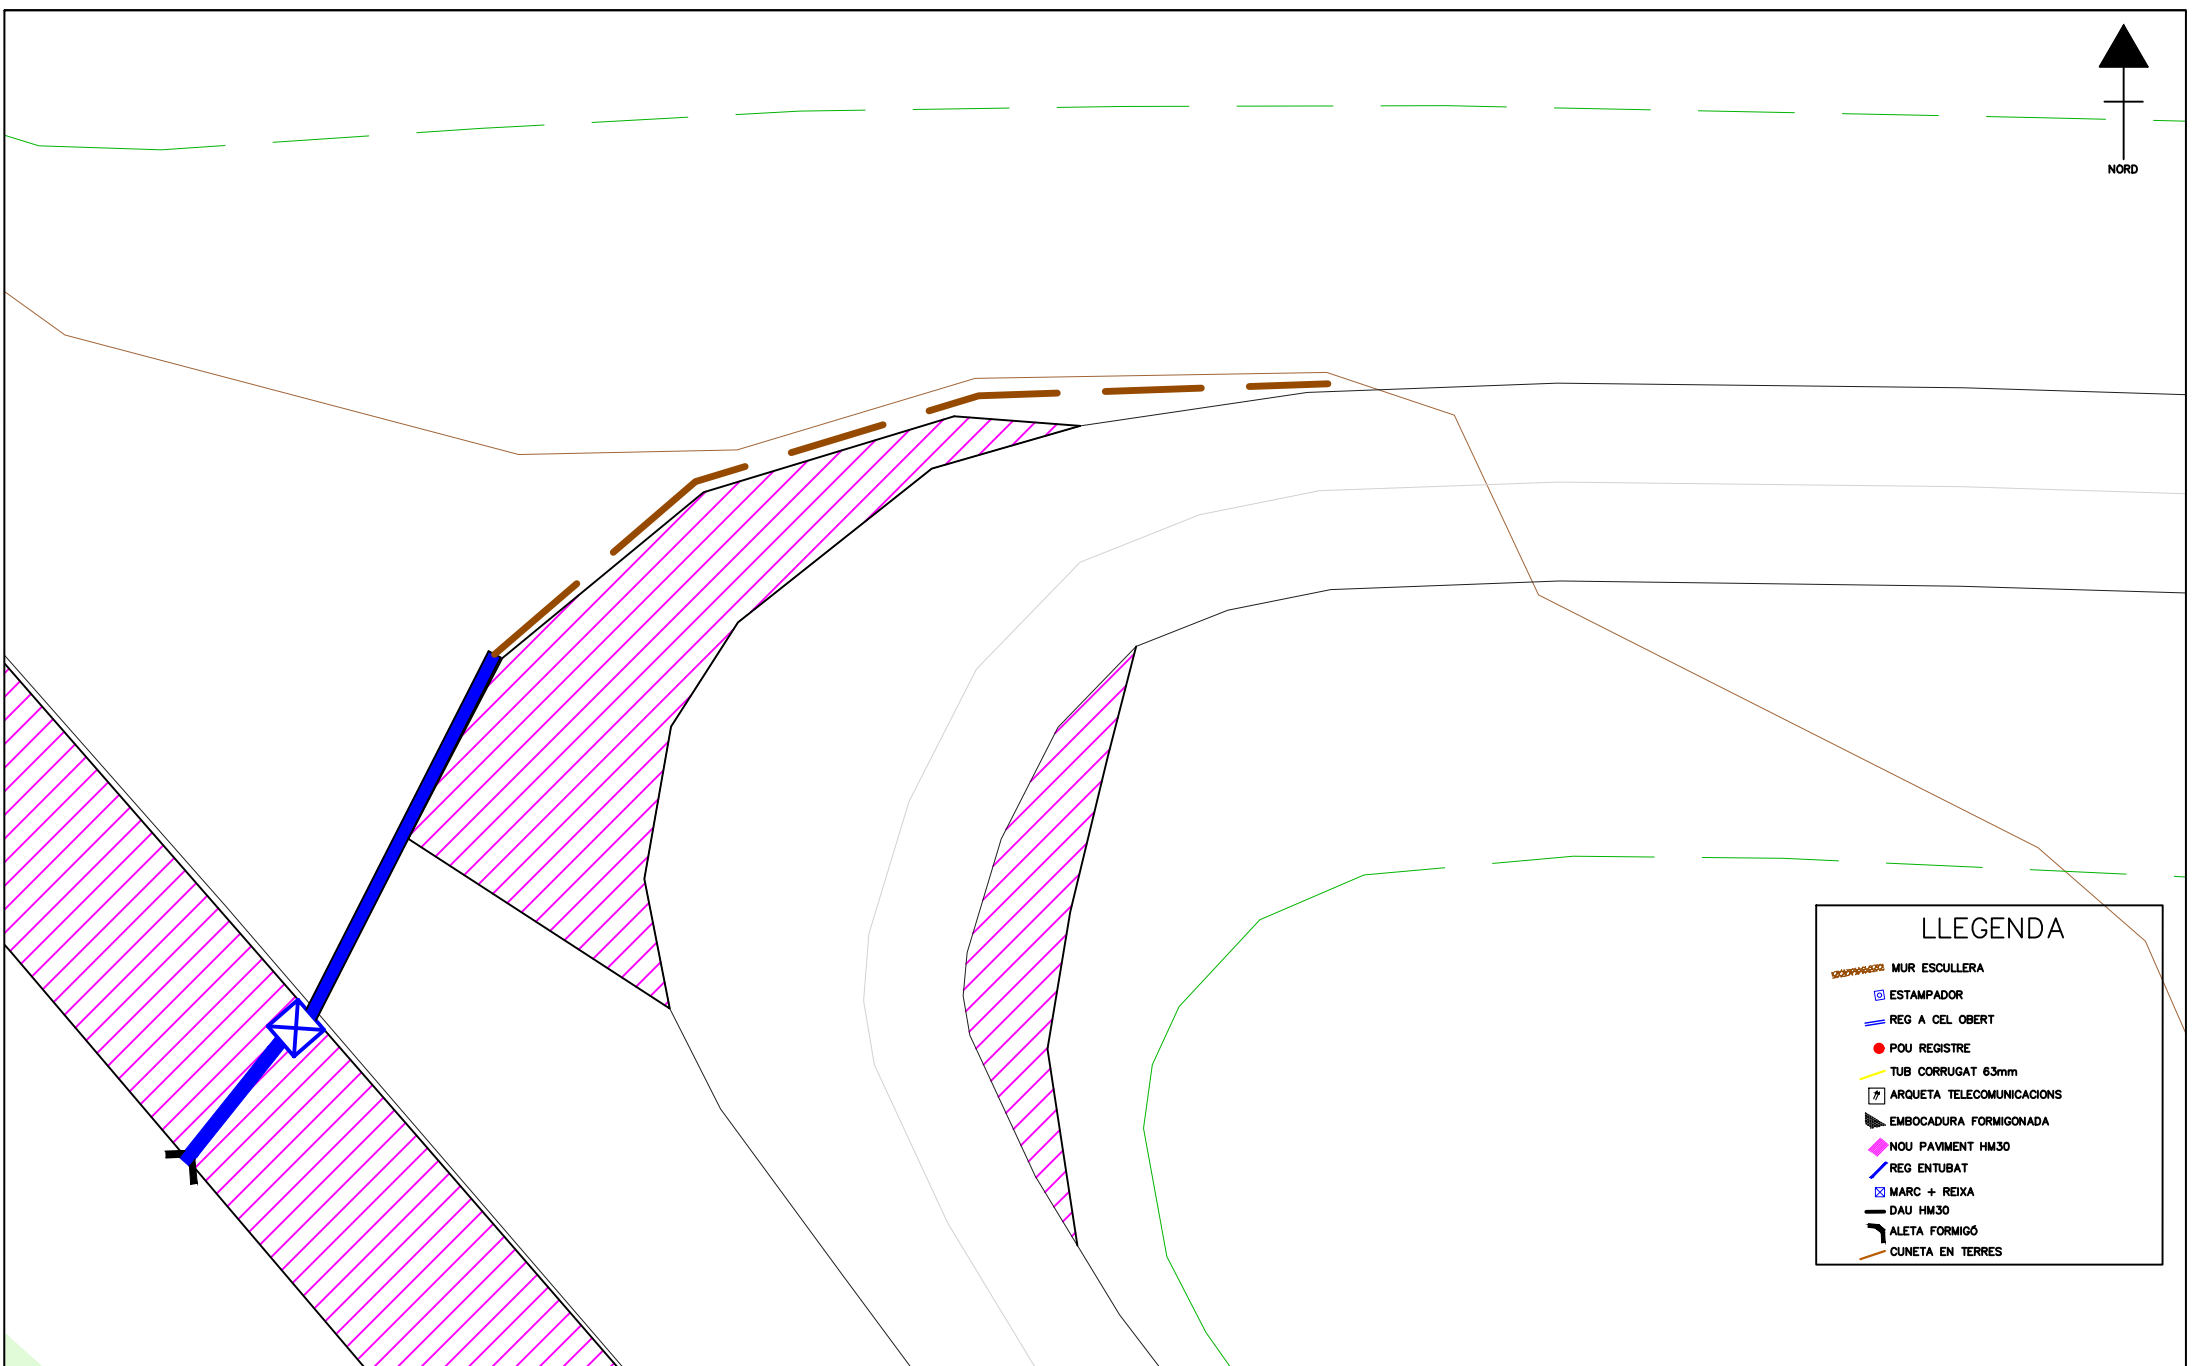 NORD
LLEGENDA
MUR ESCULLERA
ESTAMPADOR
REG A CEL OBERT
POU REGISTRE
TUB CORRUGAT 63mm
ARQUETA TELECOMUNICACIONS
EMBOCADURA FORMIGONADA
NOU PAVIMENT HM30
REG ENTUBAT
MARC + REIXA
DAU HM30
ALETA FORMIGÓ
CUNETA EN TERRES